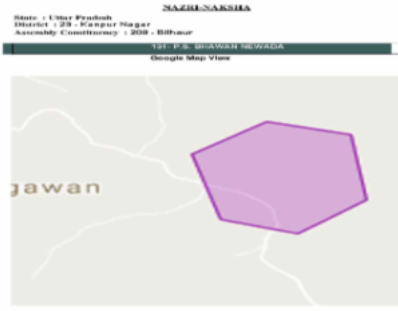 NAZRI-NAKSHA
State : Uttar Pradesh
District : 29 - Kanpur Nagar
Assembly Constituency : 209 - Bilhaur
131- P.S. BHAWAN NEWADA
Google Map View
gawan